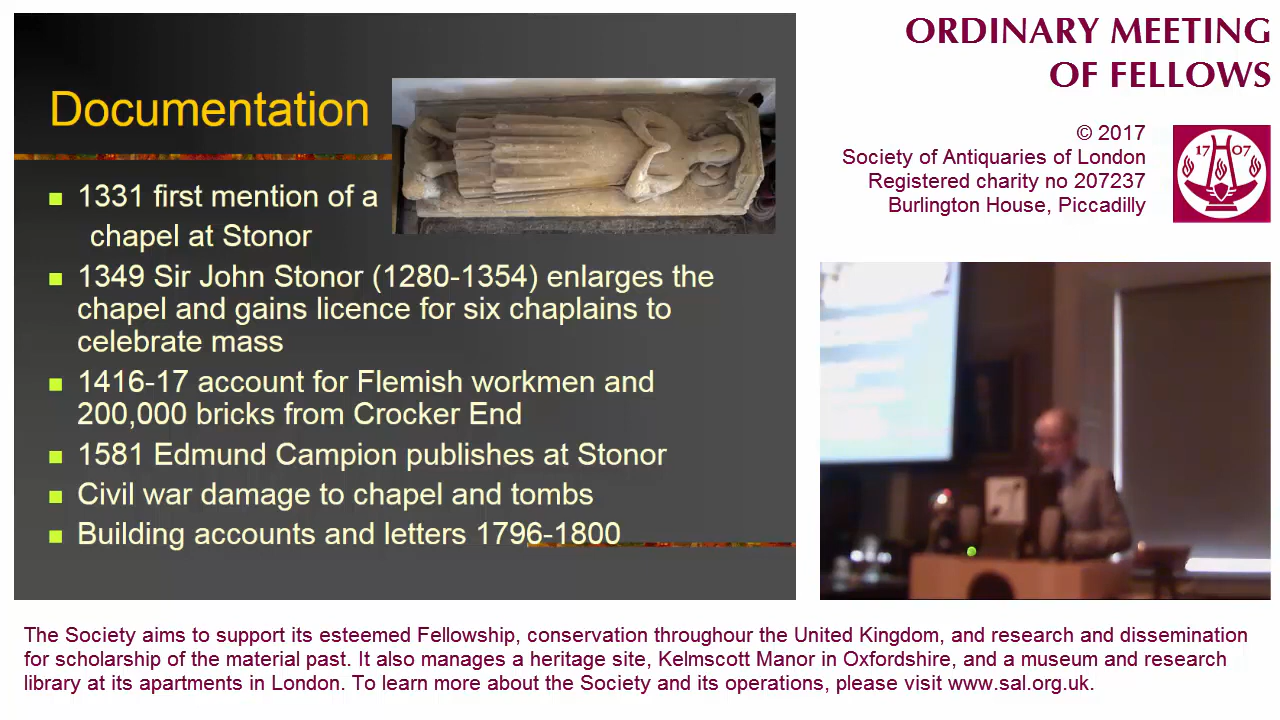 Documentation
1331 first mention of a
chapel at Stonor
1349 Sir John Stonor (1280-1354) enlarges the
chapel and gains licence for six chaplains to
celebrate mass
1416-17 account for Flemish workmen and
200,000 bricks from Crocker End
1581 Edmund Campion publishes at Stonor
Civil war damage to chapel and tombs
Building accounts and letters 1796-1800
ORDINARY MEETING
OF FELLOWS
© 2017
Society of Antiquaries of London
Registered charity no 207237
Burlington House, Piccadilly
17 07
The Society aims to support its esteemed Fellowship, conservation throughour the United Kingdom, and research and dissemination
for scholarship of the material past. It also manages a heritage site, Kelmscott Manor in Oxfordshire, and a museum and research
library at its apartments in London. To learn more about the Society and its operations, please visit www.sal.org.uk.